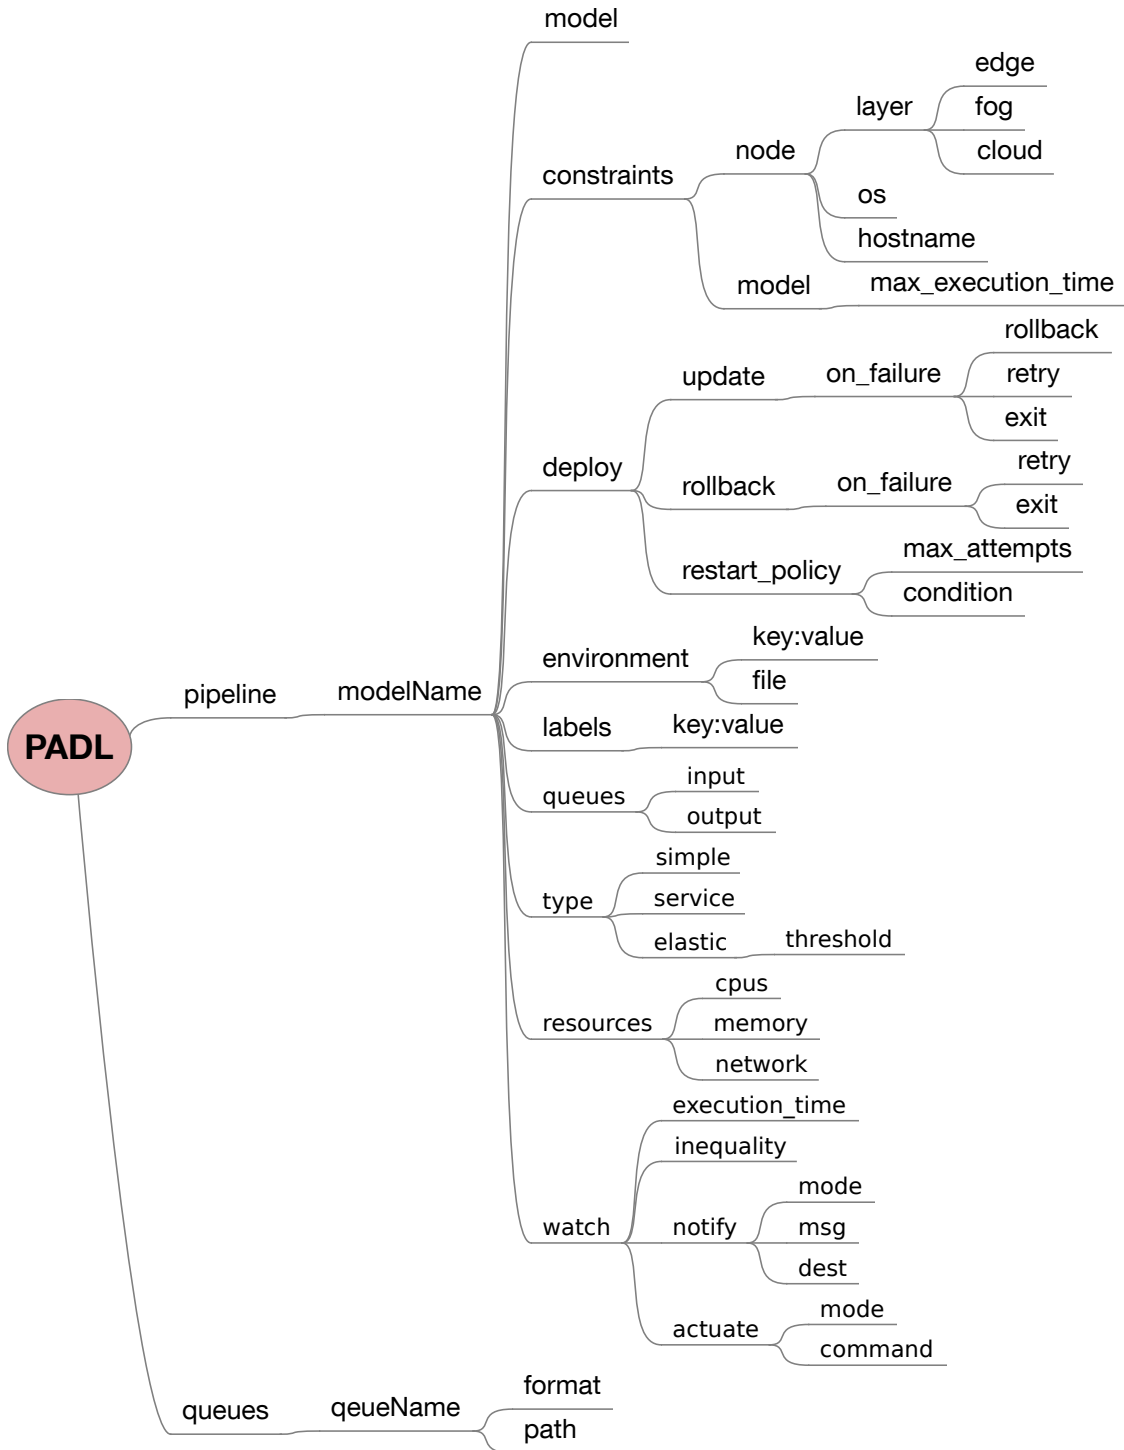 model
edge
layer
fog
node
cloud
constraints
os
hostname
model
max_execution_time
rollback
update
on_failure
retry
exit
deploy
retry
rollback
on_failure
exit
max_attempts
restart_policy
condition
key:value
environment
file
pipeline
modelName
labels
key:value
PADL
input
queues
output
simple
type
service
elastic
threshold
cpus
resources
memory
network
execution_time
inequality
mode
watch
notify
msg
dest
mode
actuate
command
format
queues
qeueName
path